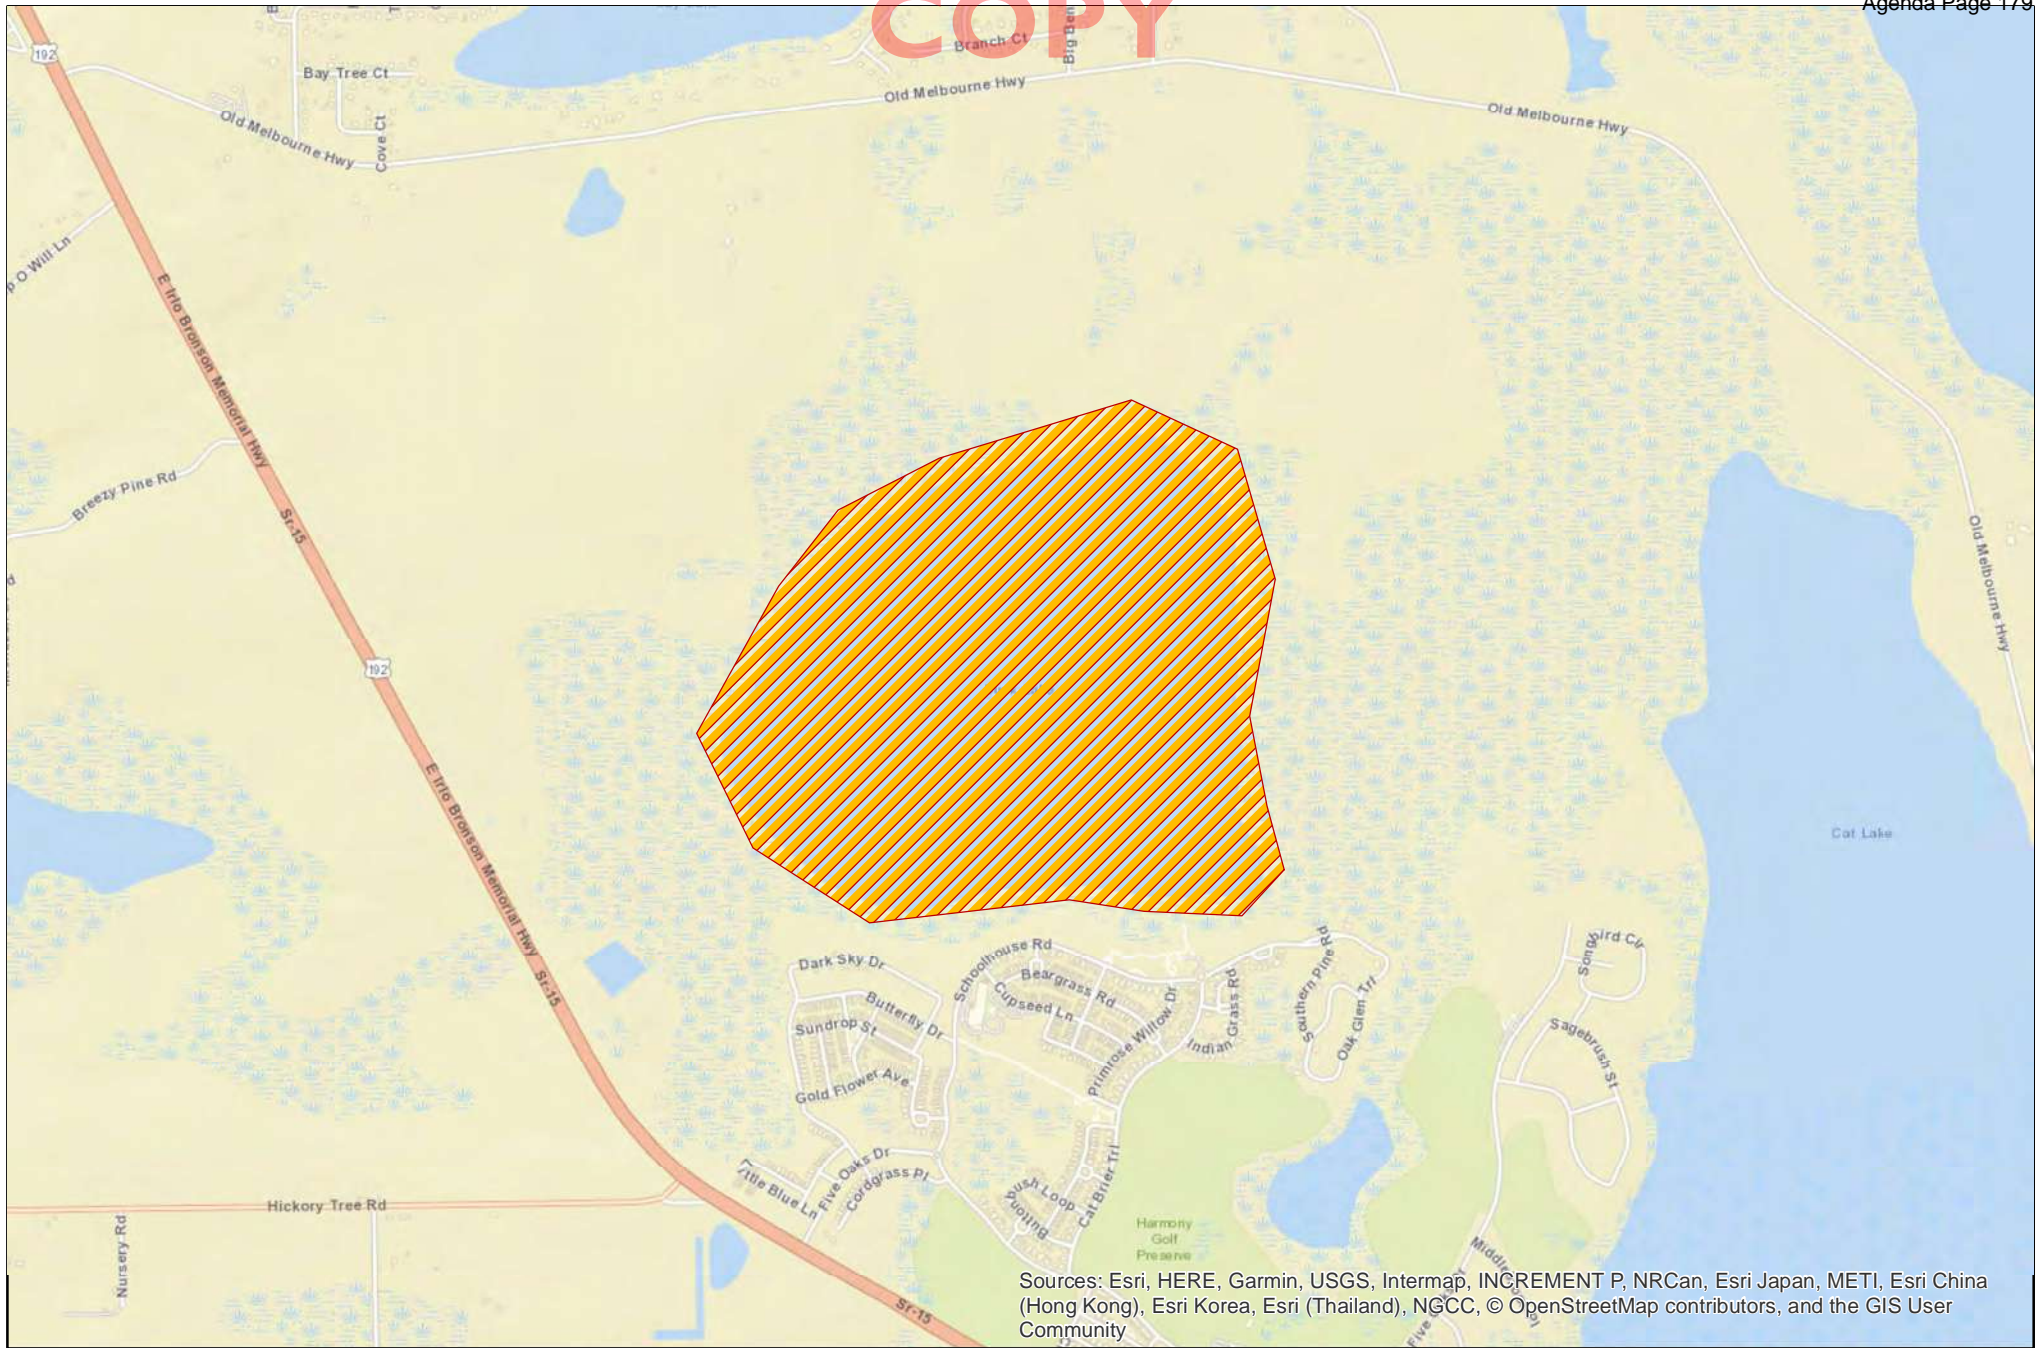 Agenda Page 179
COPY
192
Bay Tree Ct
Cove Ct
Old Melbourne Hwy
Branch Ct
Big Ben
Old Melbourne Hwy
Old Melbourne Hwy
p O Will Ln
E Irlo Bronson Memorial Hwy
Breezy Pine Rd
Sr-15
Old Melbourne Hwy
192
E Irlo Bronson Memorial Hwy
Sr-15
Cat Lake
Dark Sky Dr
Schoolhouse Rd
Beargrass Rd
Cupseed Ln
Butterfly Dr
Sundrop St
Gold Flower Ave
Primrose Willow Dr
Indian Grass Rd
Southern Pine Rd
Oak Glen Trl
Songbird Cir
Sagebrush St
Little Blue Ln
Five Oaks Dr
Cordgrass Pl
Button
bush Loop
Cat Brier Trl
Hickory Tree Rd
Nursery Rd
Harmony
Golf
Preserve
Sr-15
Sources: Esri, HERE, Garmin, USGS, Intermap, INCREMENT P, NRCan, Esri Japan, METI, Esri China
(Hong Kong), Esri Korea, Esri (Thailand), NGCC, © OpenStreetMap contributors, and the GIS User
Community